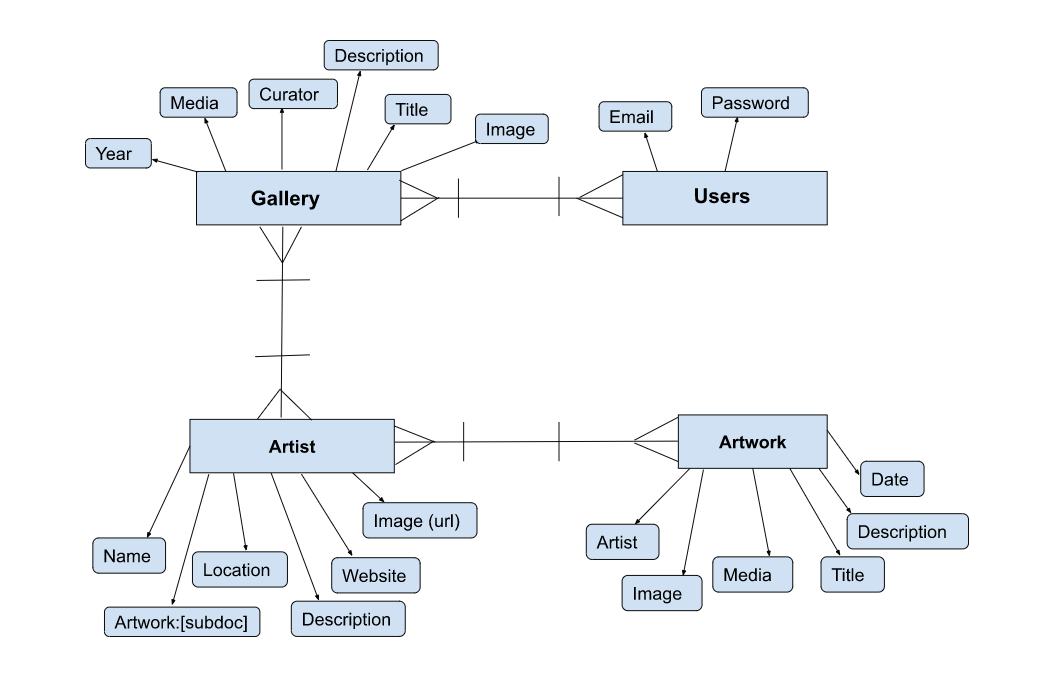 Description
Media
Curator
Title
Image
Year
Email
Password
Gallery
Users
Artist
Artwork
Name
Artwork:[subdoc]
Location
Description
Website
Image (url)
Artist
Image
Media
Title
Description
Date